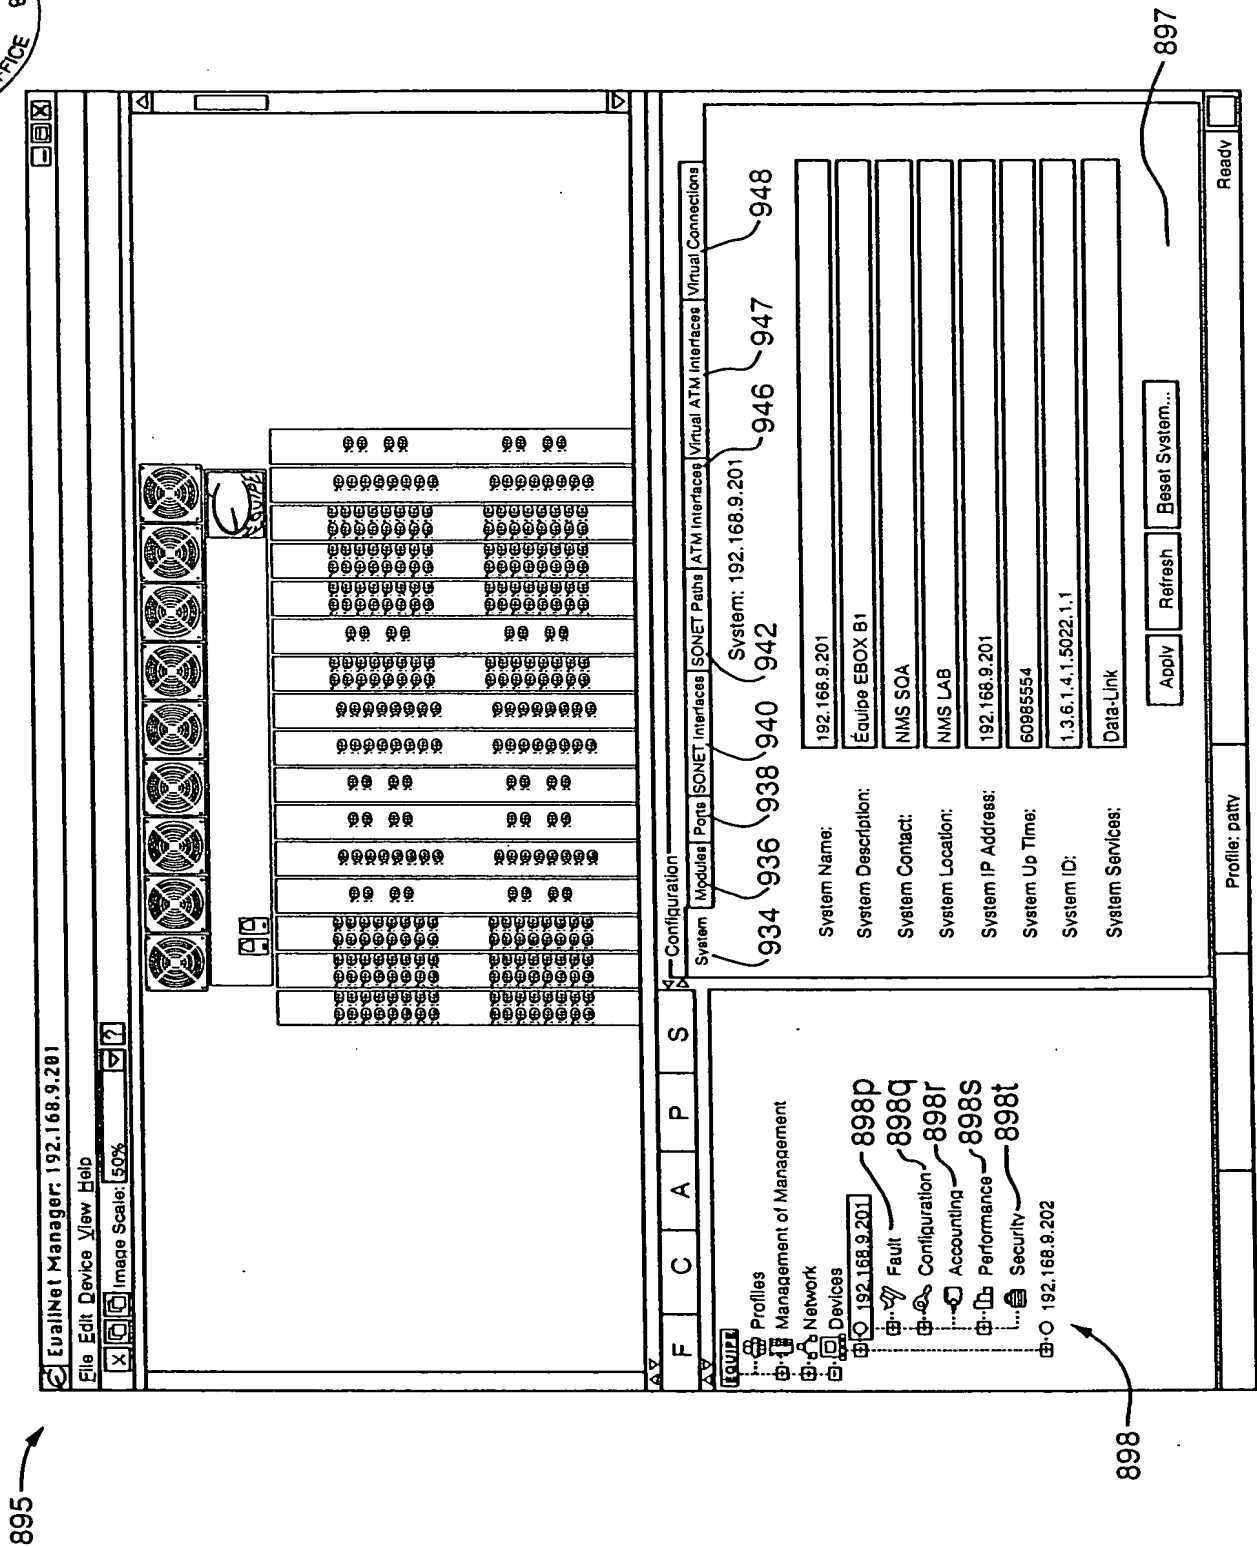 FFICE
895
EuallNet Manager: 192.168.9.201
File Edit Device View Help
Image Scale: 50% ?
EQUIPE
F C A P S
EQUIPE
Profiles
Management of Management
Network
Devices
192.168.9.201 898p
Fault 898q
Configuration 898r
Accounting 898s
Performance 898t
Security
192.168.9.202
898
Configuration
System Modules Ports SONET Interfaces SONET Paths ATM Interfaces Virtual ATM Interfaces Virtual Connections
934 936 938 940 942 946 947 948
System: 192.168.9.201
System Name: 192.168.9.201
System Description: Équipe EBOX B1
System Contact: NMS SQA
System Location: NMS LAB
System IP Address: 192.168.9.201
System Up Time: 60985554
System ID: 1.3.6.1.4.1.5022.1.1
System Services: Data-Link
Apply Refresh Beset System...
897
Profile: patty Ready